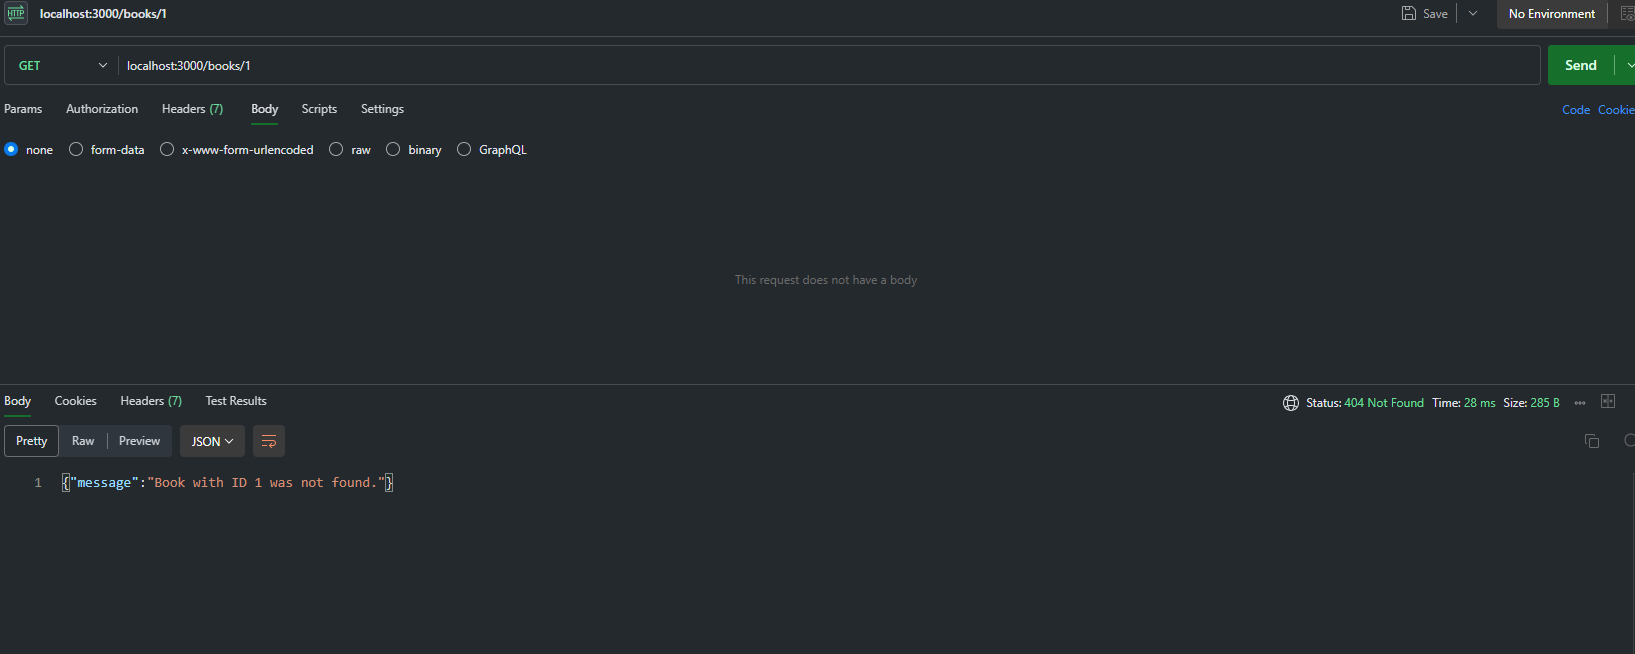 HTTP localhost:3000/books/1 Save No Environment
GET localhost:3000/books/1 Send
Params Authorization Headers (7) Body Scripts Settings Code Cookie
none form-data x-www-form-urlencoded raw binary GraphQL
This request does not have a body
Body Cookies Headers (7) Test Results Status: 404 Not Found Time: 28 ms Size: 285 B
Pretty Raw Preview JSON
1 {"message":"Book with ID 1 was not found."}